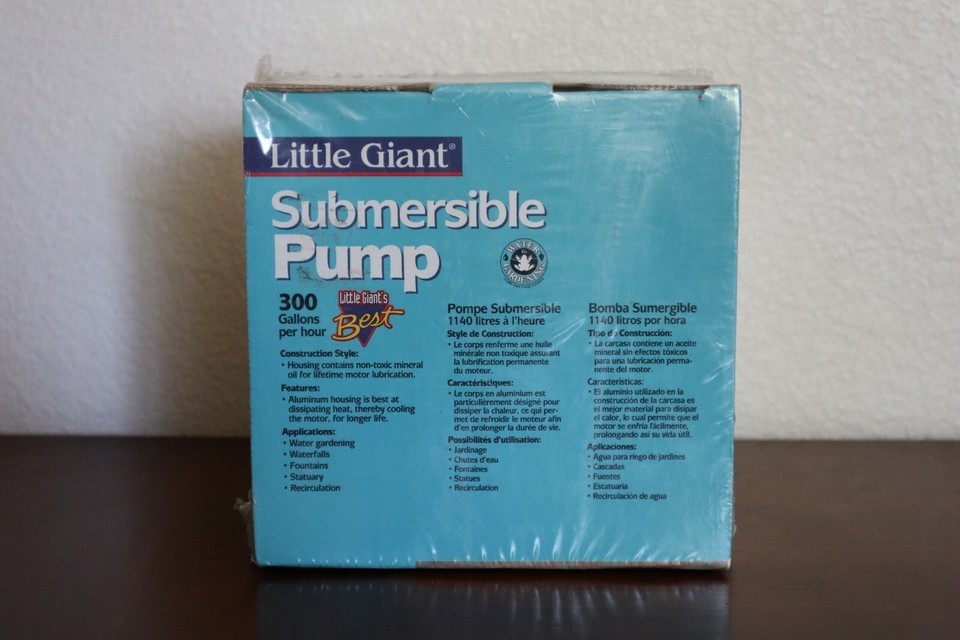 Little Giant®
Submersible
Pump
WATER
GARDENING
300
Gallons
per hour
Little Giant's
Best
Construction Style:
• Housing contains non-toxic mineral
oil for lifetime motor lubrication.
Features:
• Aluminum housing is best at
dissipating heat, thereby cooling
the motor, for longer life.
Applications:
• Water gardening
• Waterfalls
• Fountains
• Statuary
• Recirculation
Pompe Submersible
1140 litres à l'heure
Style de Construction:
• Le corps renferme une huile
minérale non toxique assurant
la lubrification permanente
du moteur.
Caractéristiques:
• Le corps en aluminium est
particulièrement désigné pour
dissiper la chaleur, ce qui per-
met de refroidir le moteur afin
d'en prolonger la durée de vie.
Possibilités d'utilisation:
• Jardinage
• Chutes d'eau
• Fontaines
• Statues
• Recirculation
Bomba Sumergible
1140 litros por hora
Tipo de Construcción:
• La carcasa contiene un aceite
mineral sin efectos tóxicos
para una lubricación perma-
nente del motor.
Características:
• El aluminio utilizado en la
construcción de la carcasa es
el mejor material para disipar
el calor, lo cual permite que el
motor se enfría fácilmente,
prolongando asi su vida útil.
Aplicaciones:
• Agua para riego de jardines
• Cascadas
• Fuentes
• Estatuaria
• Recirculación de agua